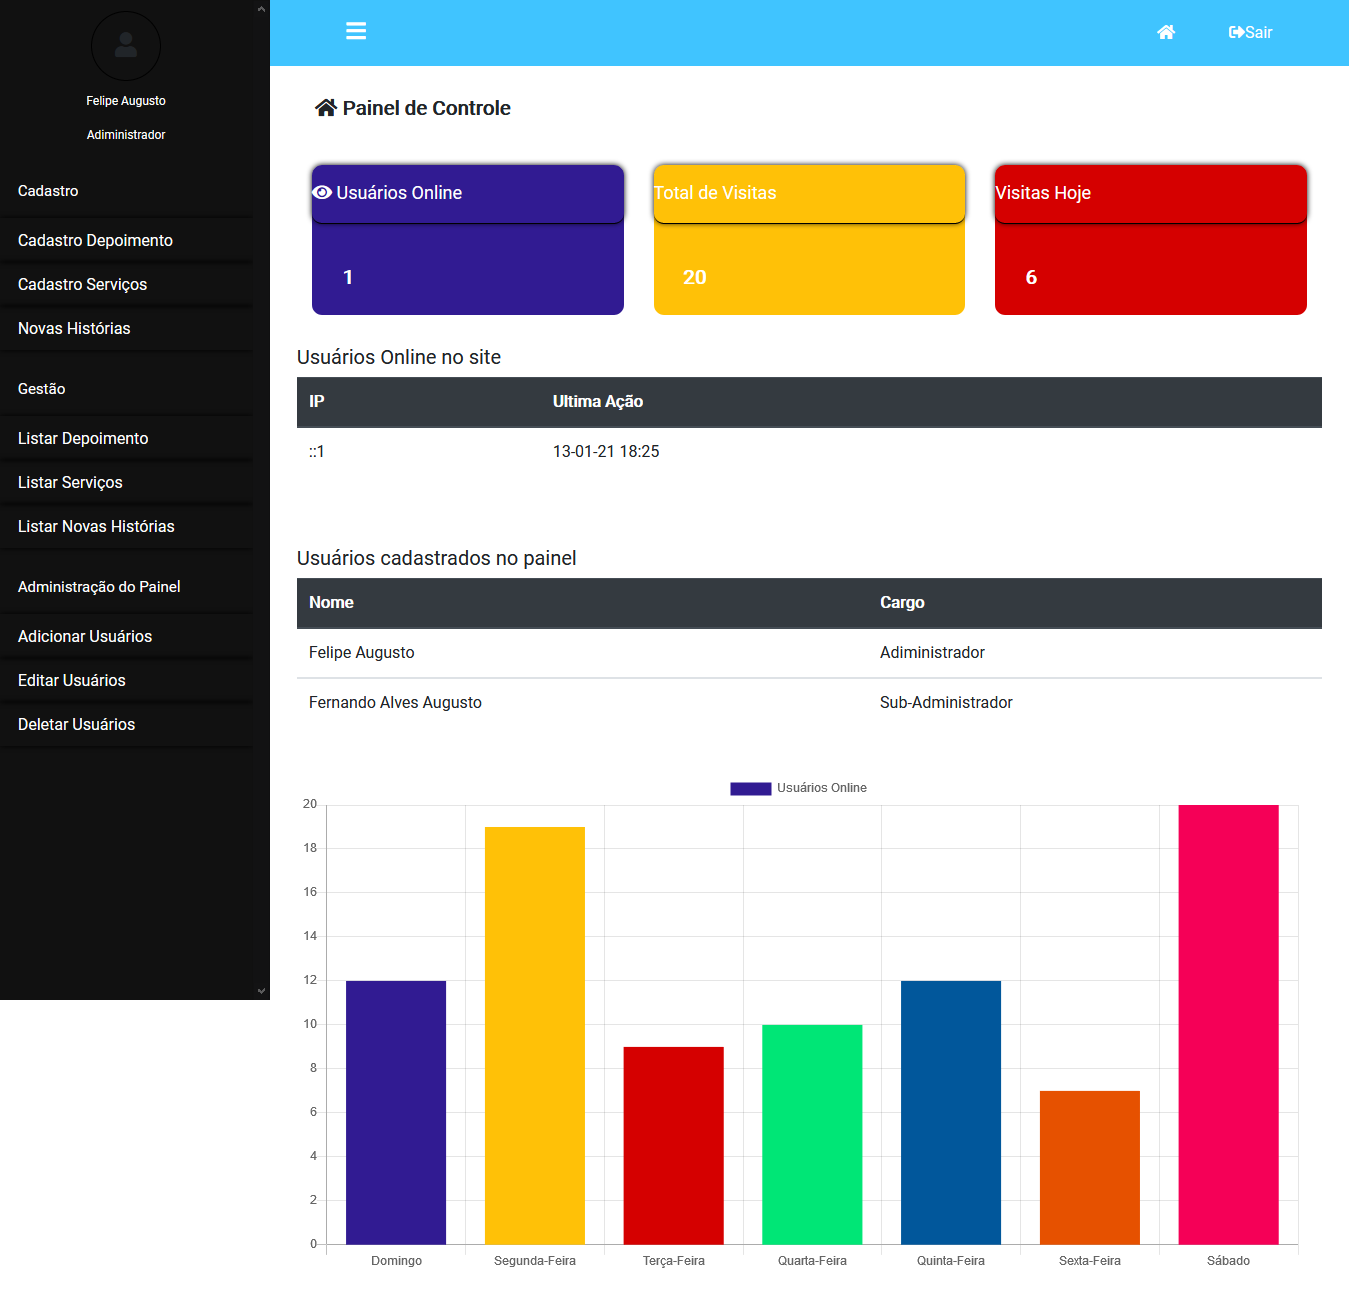 Felipe Augusto
Adiministrador
Cadastro
Cadastro Depoimento
Cadastro Serviços
Novas Histórias
Gestão
Listar Depoimento
Listar Serviços
Listar Novas Histórias
Administração do Painel
Adicionar Usuários
Editar Usuários
Deletar Usuários
Sair
Painel de Controle
Usuários Online
1
Total de Visitas
20
Visitas Hoje
6
Usuários Online no site
IP Ultima Ação
::1 13-01-21 18:25
Usuários cadastrados no painel
Nome Cargo
Felipe Augusto Adiministrador
Fernando Alves Augusto Sub-Administrador
Usuários Online
20
18
16
14
12
10
8
6
4
2
0
Domingo Segunda-Feira Terça-Feira Quarta-Feira Quinta-Feira Sexta-Feira Sábado